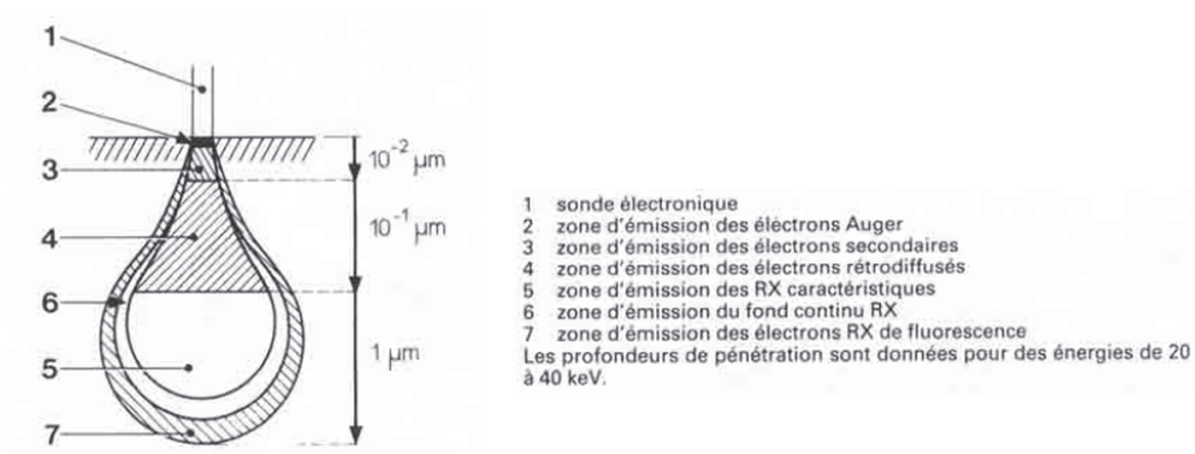 1
2
3
4
6
5
7
10⁻² µm
10⁻¹ µm
1 µm
1 sonde électronique
2 zone d'émission des électrons Auger
3 zone d'émission des électrons secondaires
4 zone d'émission des électrons rétrodiffusés
5 zone d'émission des RX caractéristiques
6 zone d'émission du fond continu RX
7 zone d'émission des électrons RX de fluorescence
Les profondeurs de pénétration sont données pour des énergies de 20
à 40 keV.